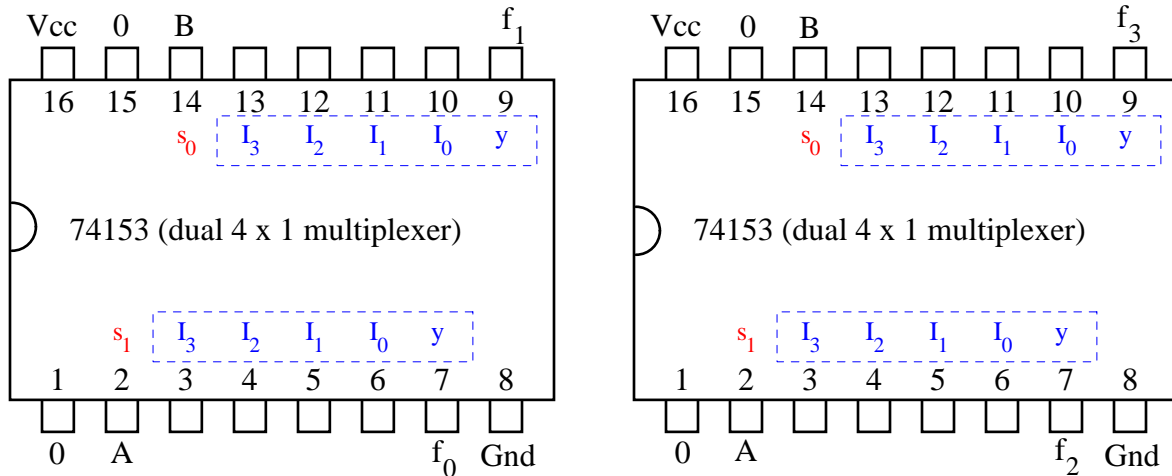 Vcc 0 B f1
16 15 14 13 12 11 10 9
s0 I3 I2 I1 I0 y
74153 (dual 4 x 1 multiplexer)
s1 I3 I2 I1 I0 y
1 2 3 4 5 6 7 8
0 A f0 Gnd
Vcc 0 B f3
16 15 14 13 12 11 10 9
s0 I3 I2 I1 I0 y
74153 (dual 4 x 1 multiplexer)
s1 I3 I2 I1 I0 y
1 2 3 4 5 6 7 8
0 A f2 Gnd